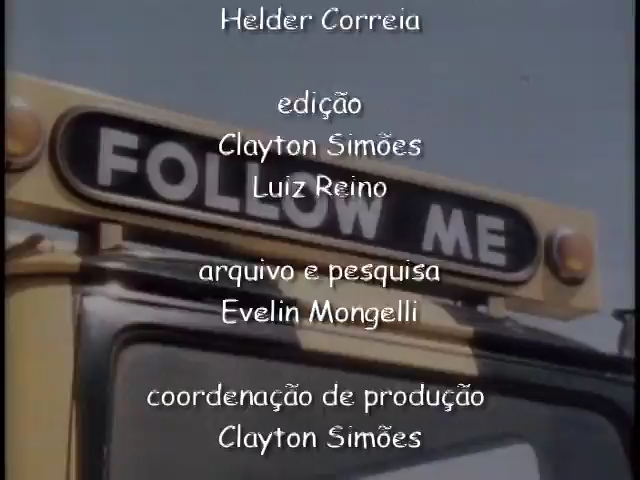 Helder Correia
edição
Clayton Simões
Luiz Reino
FOLLOW ME
arquivo e pesquisa
Evelin Mongelli
coordenação de produção
Clayton Simões